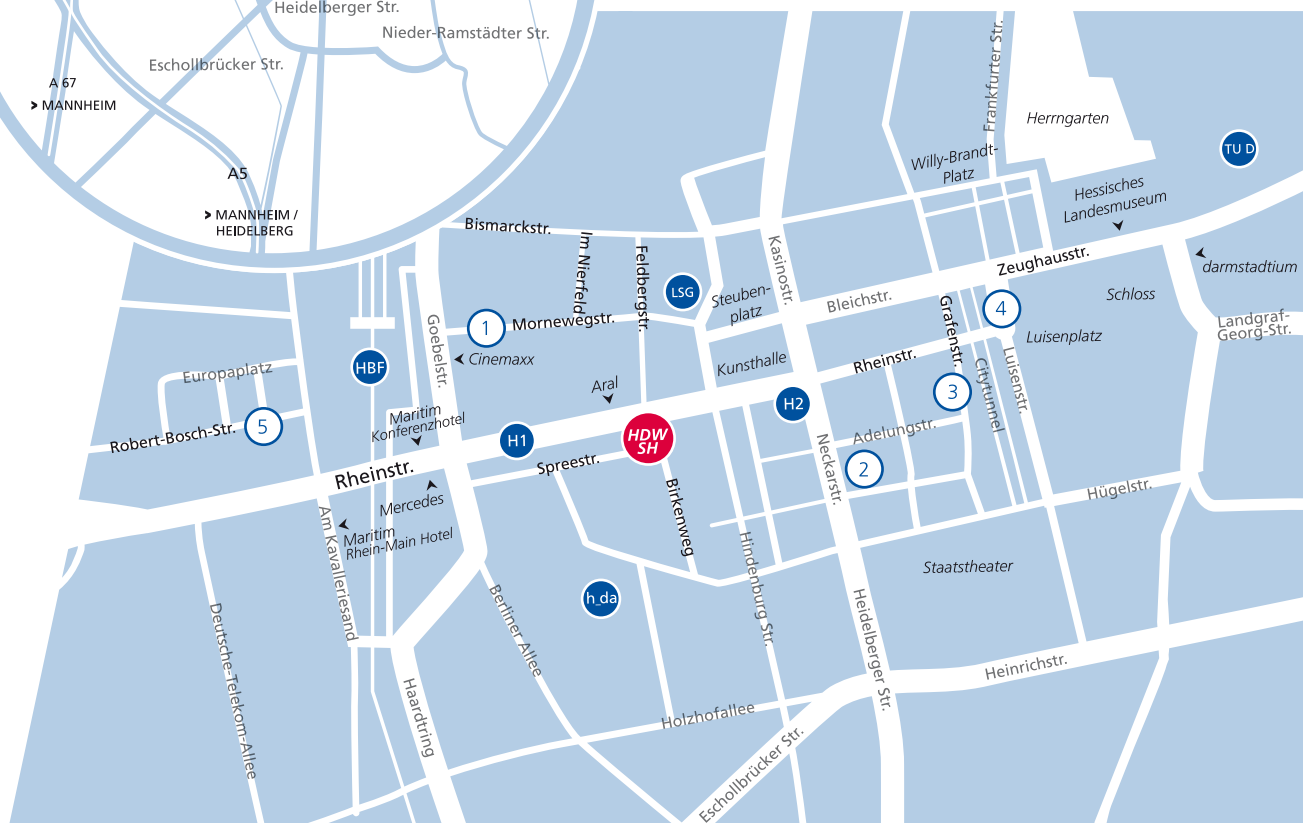 Heidelberger Str.
Nieder-Ramstädter Str.
Eschollbrücker Str.
A 67
> MANNHEIM
A5
> MANNHEIM /
HEIDELBERG
Frankfurter Str.
Herrngarten
TU D
Willy-Brandt-
Platz
Hessisches
Landesmuseum
Bismarckstr.
Im Nierfeld
Feldbergstr.
Kasinostr.
Zeughausstr.
darmstadtium
LSG
Steuben-
platz
Bleichstr.
Schloss
Goebelstr.
1
Mornewegstr.
Grafenstr.
4
Luisenplatz
Landgraf-
Georg-Str.
Cinemaxx
HBF
Europaplatz
Kunsthalle
Rheinstr.
Citytunnel
Luisenstr.
Aral
3
H2
Maritim
Konferenzhotel
5
Robert-Bosch-Str.
H1
HDW
SH
Adelungstr.
Neckarstr.
2
Rheinstr.
Spreestr.
Mercedes
Birkenweg
Hügelstr.
Am Kavalleriesand
Maritim
Rhein-Main Hotel
Hindenburg Str.
Staatstheater
h_da
Berliner Allee
Heidelberger Str.
Deutsche-Telekom-Allee
Heinrichstr.
Haardtring
Holzhofallee
Eschollbrücker Str.